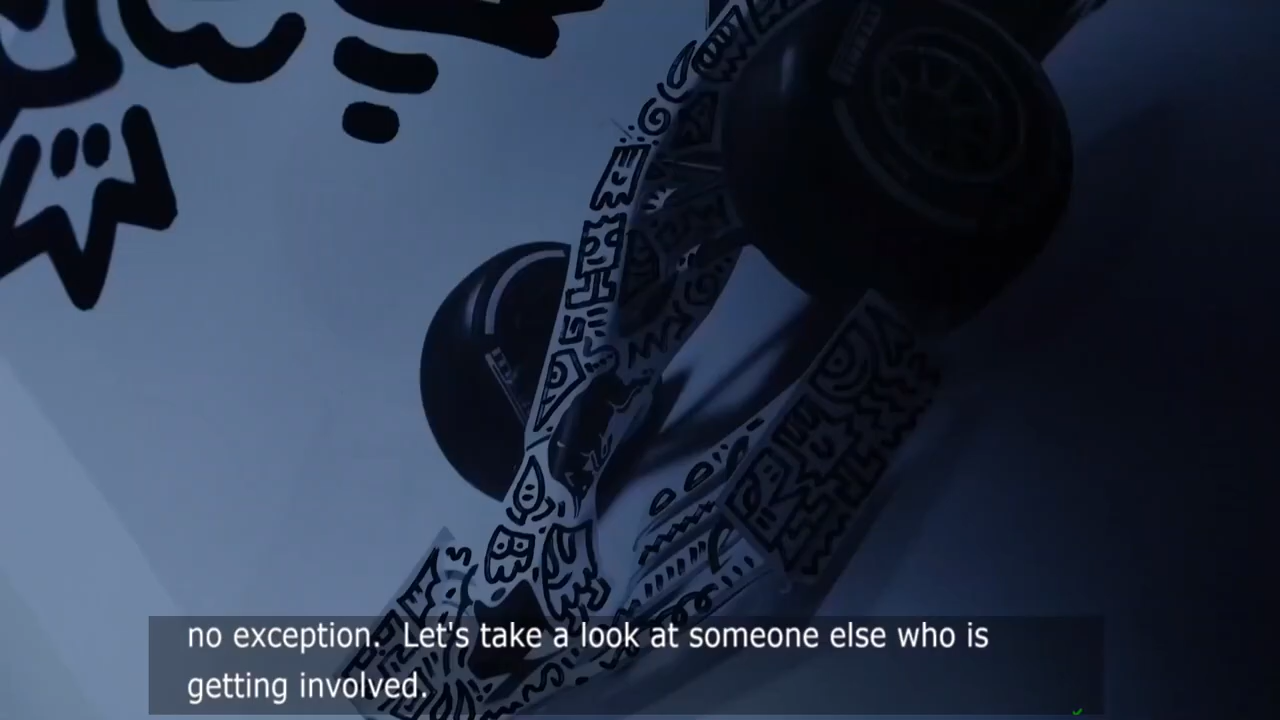 no exception.  Let's take a look at someone else who is
getting involved.